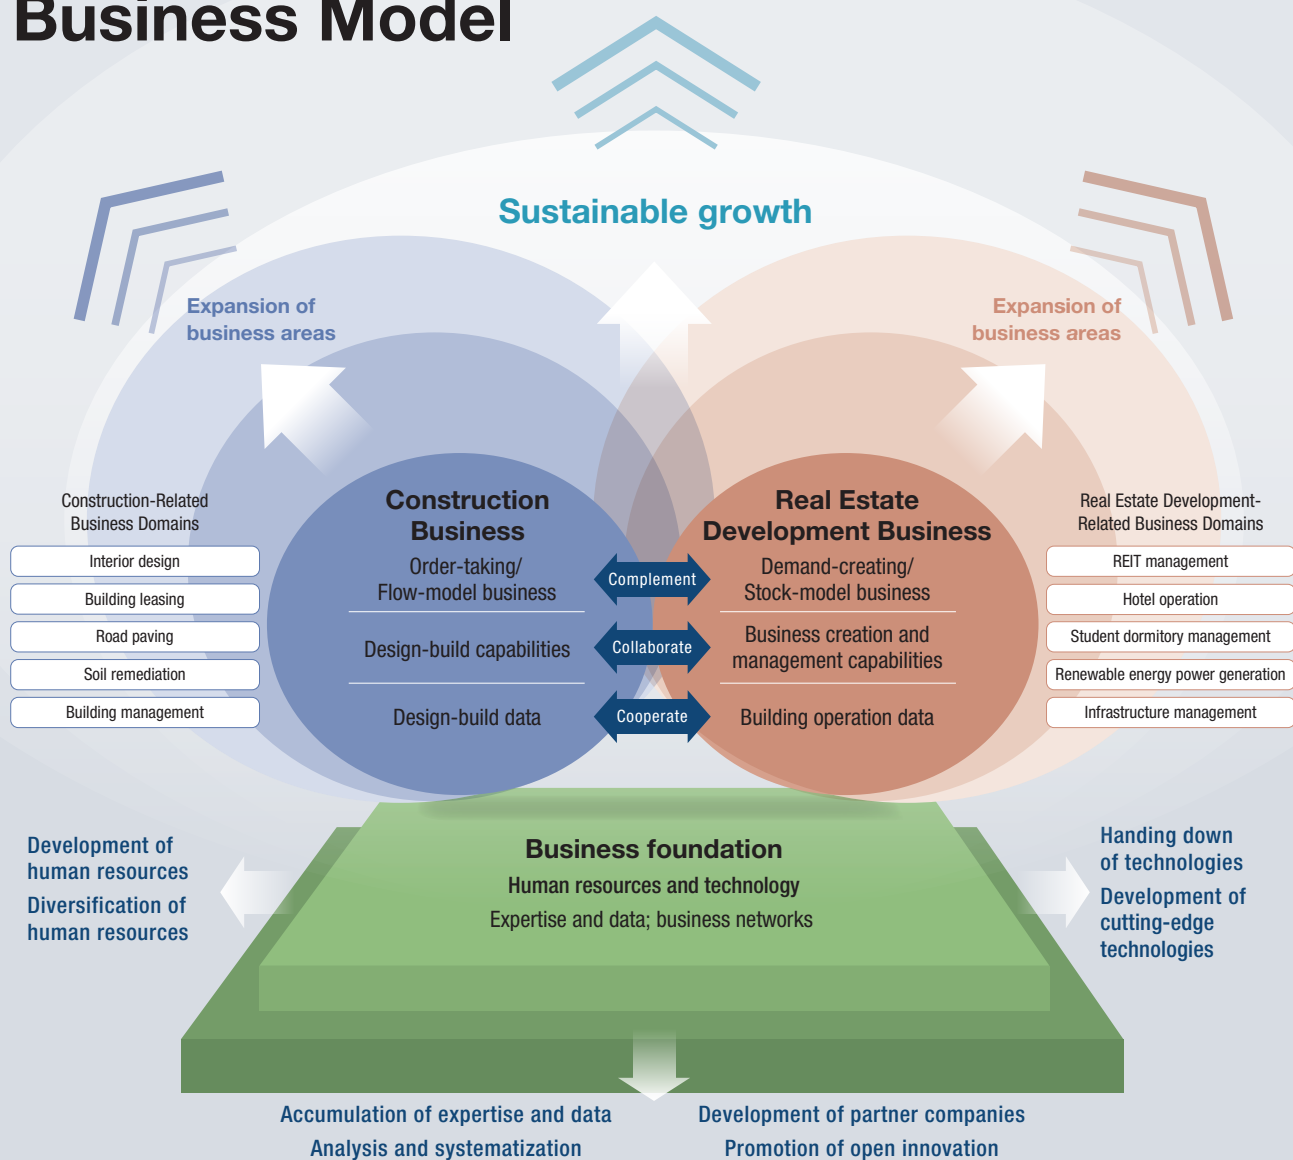 Business Model
Sustainable growth
Expansion of
business areas
Expansion of
business areas
Construction-Related
Business Domains
Interior design
Building leasing
Road paving
Soil remediation
Building management
Construction
Business
Order-taking/
Flow-model business
Design-build capabilities
Design-build data
Complement
Collaborate
Cooperate
Real Estate
Development Business
Demand-creating/
Stock-model business
Business creation and
management capabilities
Building operation data
Real Estate Development-
Related Business Domains
REIT management
Hotel operation
Student dormitory management
Renewable energy power generation
Infrastructure management
Development of
human resources
Diversification of
human resources
Business foundation
Human resources and technology
Expertise and data; business networks
Handing down
of technologies
Development of
cutting-edge
technologies
Accumulation of expertise and data
Analysis and systematization
Development of partner companies
Promotion of open innovation